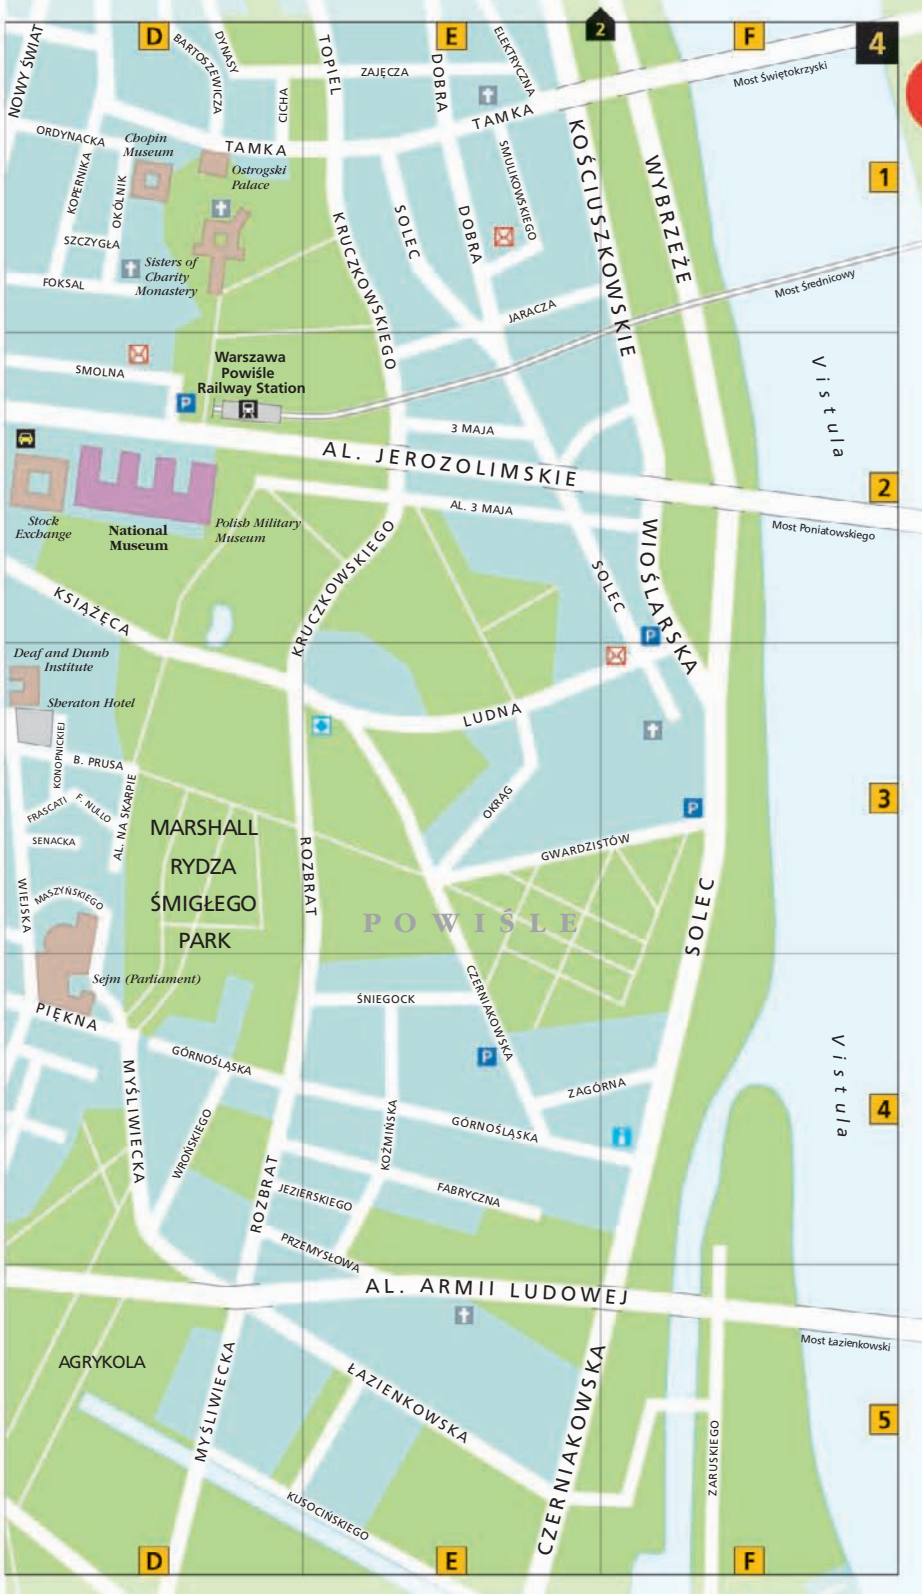 D
E
2
F
4
NOWY ŚWIAT
BARTOSZEWICZA
DYNASY
TOPIEL
ZAJĘCZA
DOBRA
ELEKTRYCZNA
CICHA
TAMKA
Most Świętokrzyski
ORDYNACKA
Chopin
Museum
TAMKA
Ostrogski
Palace
KOPERNIKA
OKÓLNIK
SMULIKOWSKIEGO
KOŚCIUSZKOWSKIE
WYBRZEŻE
1
KRUCZKOWSKIEGO
SOLEC
DOBRA
SZCZYGŁA
Sisters of
Charity
Monastery
FOKSAL
JARACZA
Most Średnicowy
SMOLNA
Warszawa
Powiśle
Railway Station
P
Vistula
3 MAJA
AL. JEROZOLIMSKIE
2
Stock
Exchange
National
Museum
Polish Military
Museum
AL. 3 MAJA
Most Poniatowskiego
KRUCZKOWSKIEGO
WIOŚLARSKA
SOLEC
KSIĄŻĘCA
P
Deaf and Dumb
Institute
Sheraton Hotel
LUDNA
KONOPNICKIEJ
B. PRUSA
AL. NA SKARPIE
FRASCATI
F. NULLO
SENACKA
OKRĄG
P
3
MARSHALL
RYDZA
ŚMIGŁEGO
PARK
ROZBRAT
GWARDZISTÓW
WIEJSKA
MASZYŃSKIEGO
POWIŚLE
SOLEC
Sejm (Parliament)
PIĘKNA
ŚNIEGOCK
CZERNIAKOWSKA
P
GÓRNOŚLĄSKA
MYŚLIWIECKA
WROŃSKIEGO
ZAGÓRNA
Vistula
4
KOŹMIŃSKA
GÓRNOŚLĄSKA
i
ROZBRAT
JEZIERSKIEGO
FABRYCZNA
PRZEMYSŁOWA
AL. ARMII LUDOWEJ
Most Łazienkowski
AGRYKOLA
MYŚLIWIECKA
ŁAZIENKOWSKA
CZERNIAKOWSKA
ZARUSKIEGO
5
KUSOCIŃSKIEGO
D
E
F